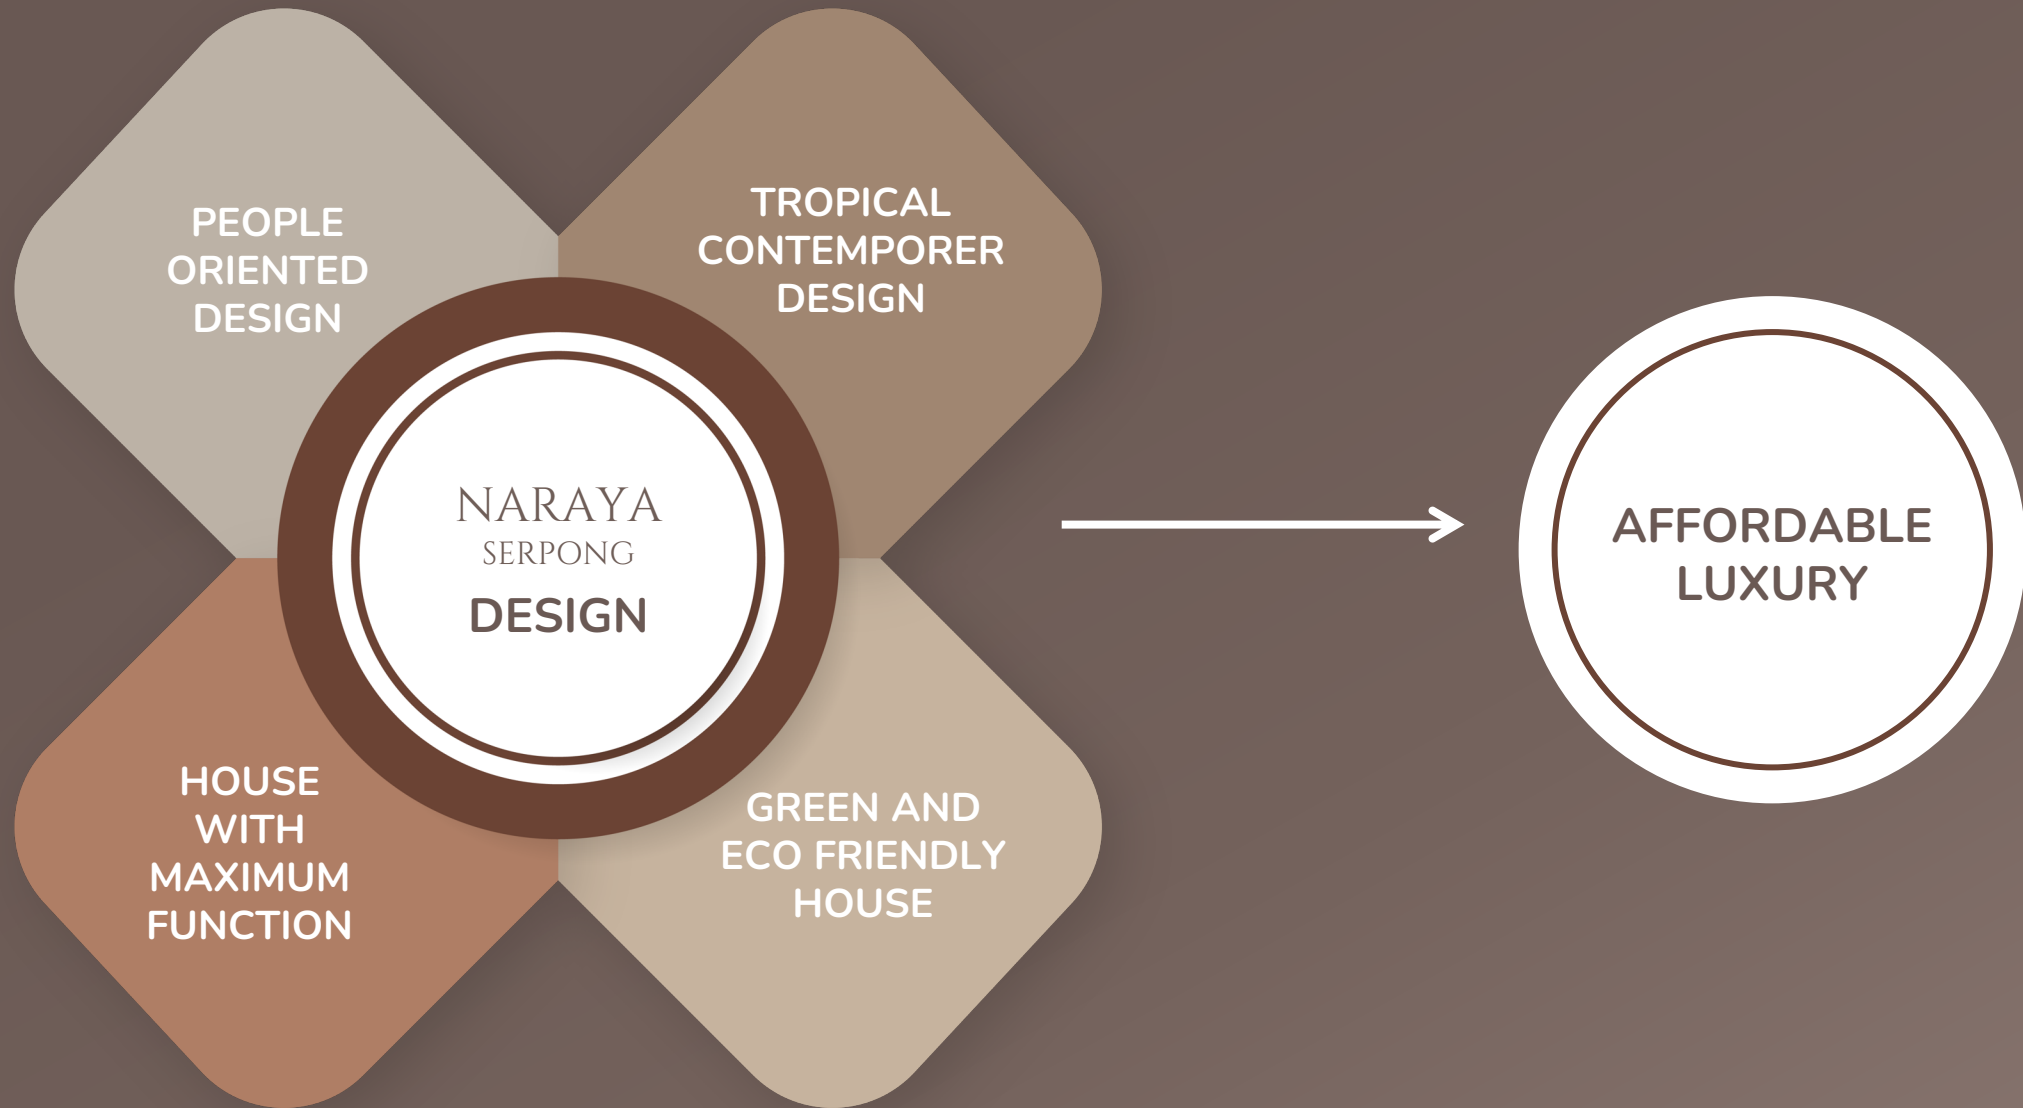 PEOPLE
ORIENTED
DESIGN
TROPICAL
CONTEMPORER
DESIGN
NARAYA
SERPONG
DESIGN
HOUSE
WITH
MAXIMUM
FUNCTION
GREEN AND
ECO FRIENDLY
HOUSE
AFFORDABLE
LUXURY